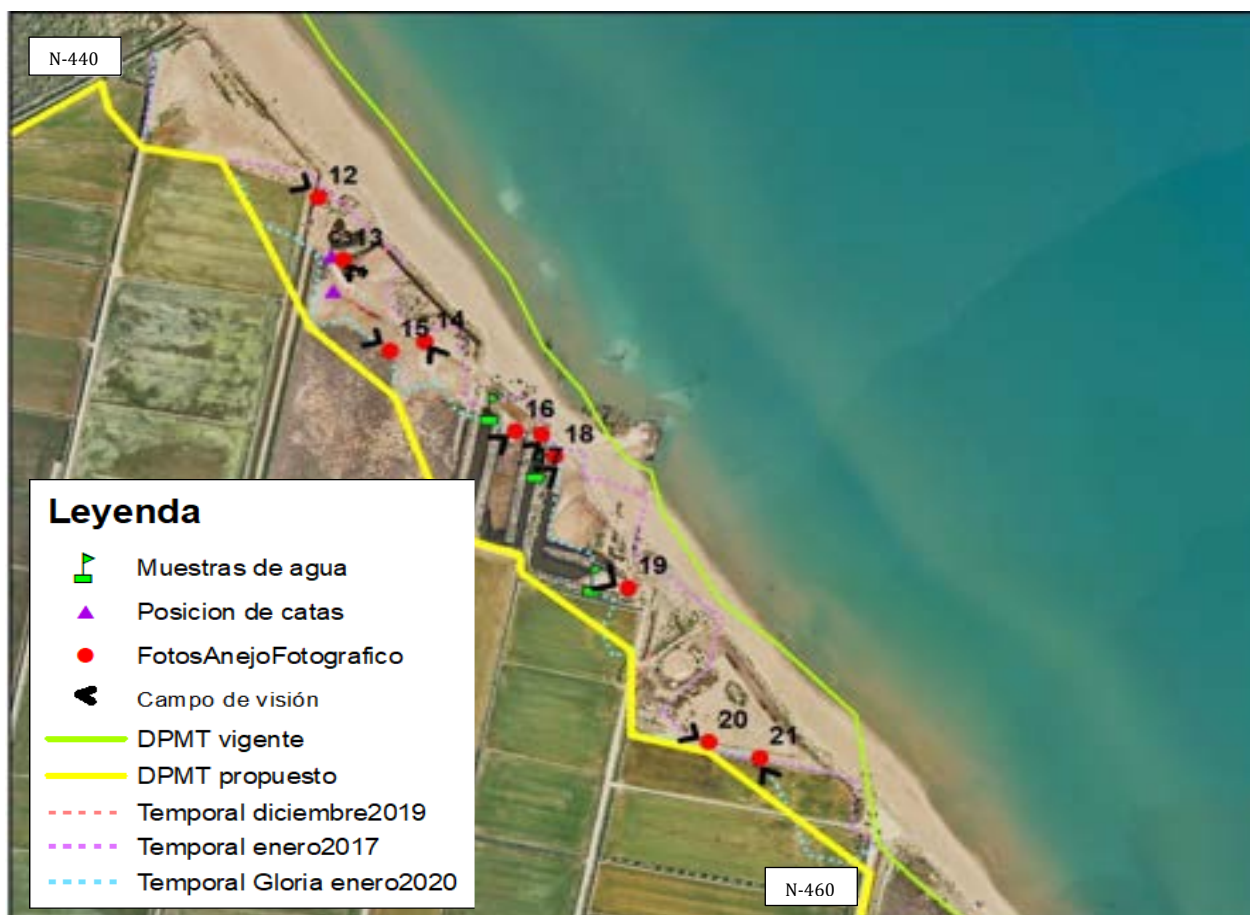 N-440
12
13
14
15
16
18
17
19
20
21
Leyenda
Muestras de agua
Posicion de catas
FotosAnejoFotografico
Campo de visión
DPMT vigente
DPMT propuesto
Temporal diciembre2019
Temporal enero2017
Temporal Gloria enero2020
N-460